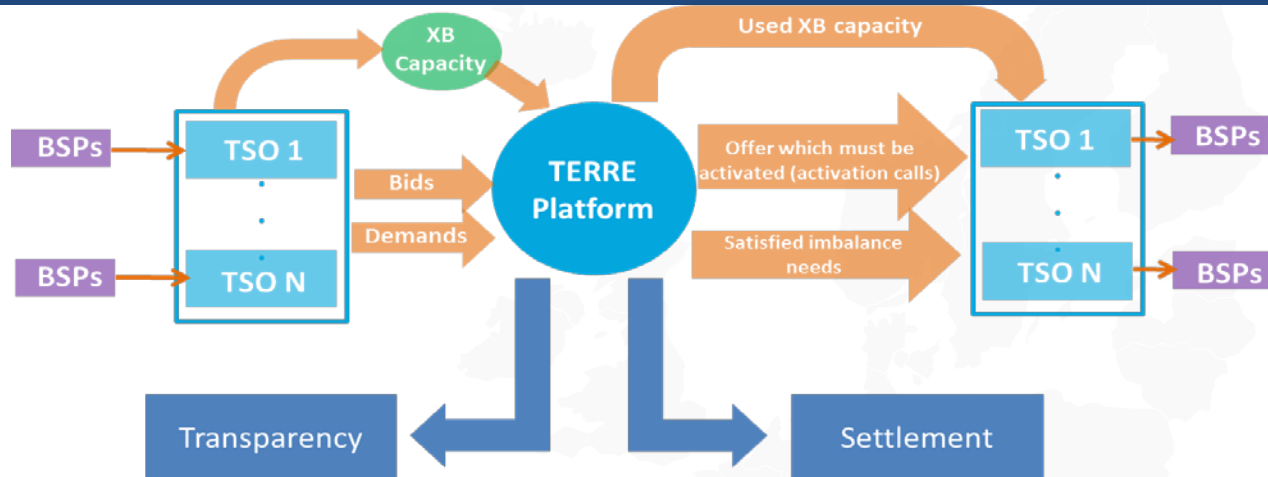 XB
Capacity
Used XB capacity
BSPs
TSO 1
Bids
Demands
BSPs
TSO N
TERRE
Platform
Offer which must be
activated (activation calls)
Satisfied imbalance
needs
TSO 1
BSPs
TSO N
BSPs
Transparency
Settlement